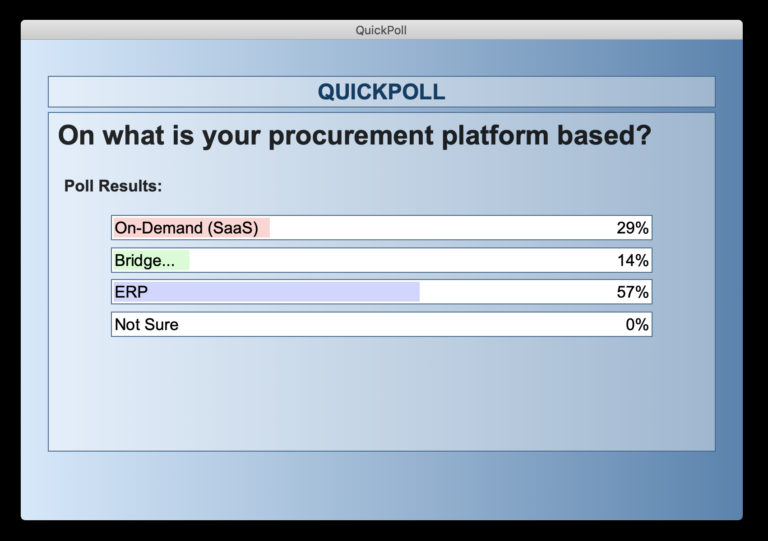 QuickPoll
QUICKPOLL
On what is your procurement platform based?
Poll Results:
On-Demand (SaaS) 29%
Bridge... 14%
ERP 57%
Not Sure 0%